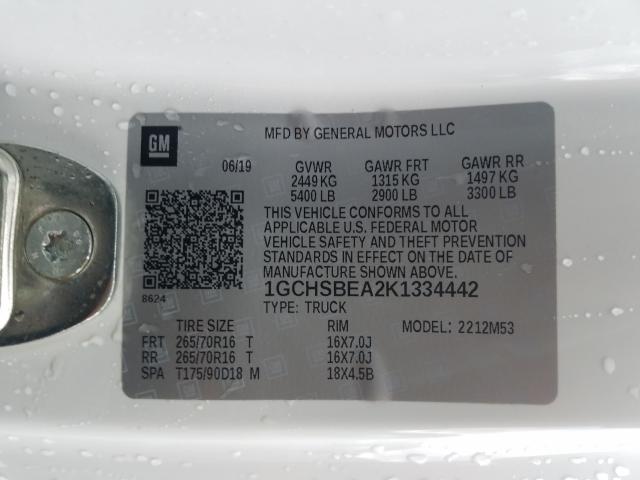 GM
MFD BY GENERAL MOTORS LLC
06/19 GVWR GAWR FRT GAWR RR
2449 KG 1315 KG 1497 KG
5400 LB 2900 LB 3300 LB
THIS VEHICLE CONFORMS TO ALL
APPLICABLE U.S. FEDERAL MOTOR
VEHICLE SAFETY AND THEFT PREVENTION
STANDARDS IN EFFECT ON THE DATE OF
MANUFACTURE SHOWN ABOVE.
8624
1GCHSBEA2K1334442
TYPE: TRUCK
TIRE SIZE RIM MODEL: 2212M53
FRT 265/70R16 T 16X7.0J
RR 265/70R16 T 16X7.0J
SPA T175/90D18 M 18X4.5B